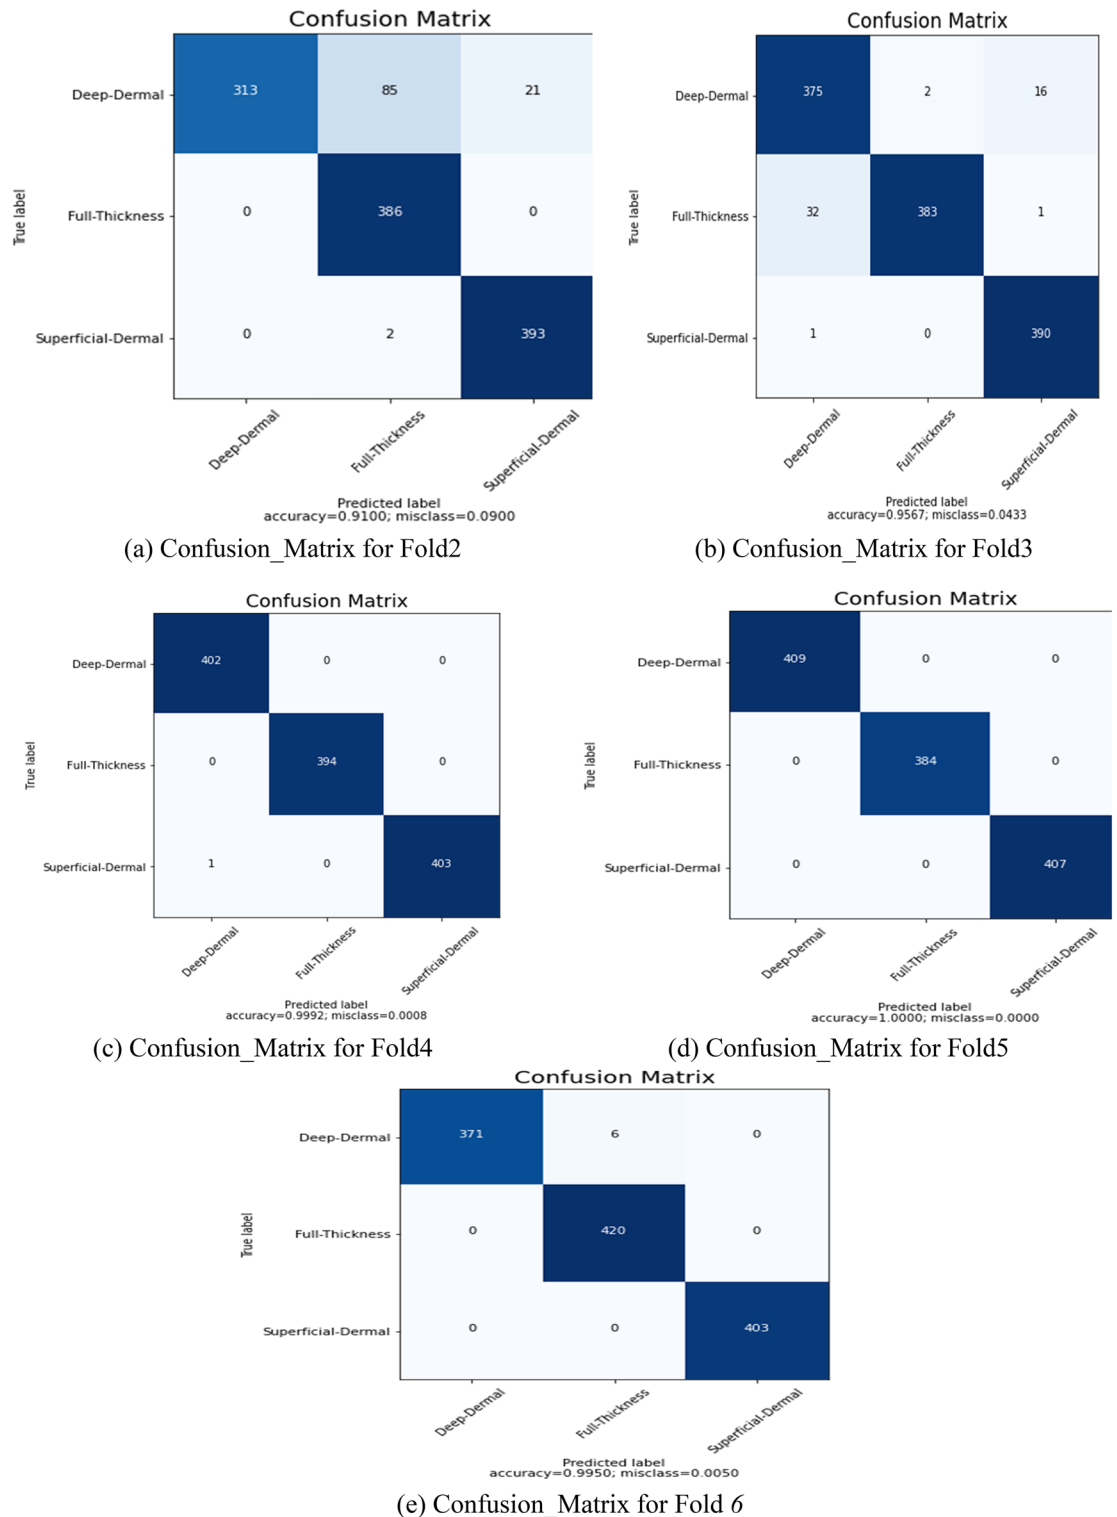 Confusion Matrix
Deep-Dermal 313 85 21
Full-Thickness 0 386 0
Superficial-Dermal 0 2 393
True label
Deep-Dermal Full-Thickness Superficial-Dermal
Predicted label
accuracy=0.9100; misclass=0.0900
(a) Confusion_Matrix for Fold2
Confusion Matrix
Deep-Dermal 375 2 16
Full-Thickness 32 383 1
Superficial-Dermal 1 0 390
True label
Deep-Dermal Full-Thickness Superficial-Dermal
Predicted label
accuracy=0.9567; misclass=0.0433
(b) Confusion_Matrix for Fold3
Confusion Matrix
Deep-Dermal 402 0 0
Full-Thickness 0 394 0
Superficial-Dermal 1 0 403
True label
Deep-Dermal Full-Thickness Superficial-Dermal
Predicted label
accuracy=0.9992; misclass=0.0008
(c) Confusion_Matrix for Fold4
Confusion Matrix
Deep-Dermal 409 0 0
Full-Thickness 0 384 0
Superficial-Dermal 0 0 407
True label
Deep-Dermal Full-Thickness Superficial-Dermal
Predicted label
accuracy=1.0000; misclass=0.0000
(d) Confusion_Matrix for Fold5
Confusion Matrix
Deep-Dermal 371 6 0
Full-Thickness 0 420 0
Superficial-Dermal 0 0 403
True label
Deep-Dermal Full-Thickness Superficial-Dermal
Predicted label
accuracy=0.9950; misclass=0.0050
(e) Confusion_Matrix for Fold 6